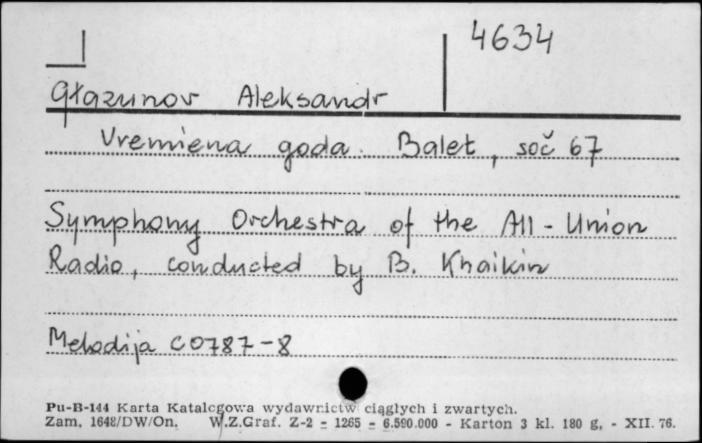 4634
Głazunov Aleksandr
Vremiena goda. Balet, soč 67
Symphony Orchestra of the All-Union
Radio, conducted by B. Khaikin
Melodija C0787-8
Pu-B-144 Karta Katalogowa wydawnictw ciągłych i zwartych.
Zam. 1648/DW/On. W.Z.Graf. Z-2 = 1265 = 6.590.000 - Karton 3 kl. 180 g. - XII. 76.